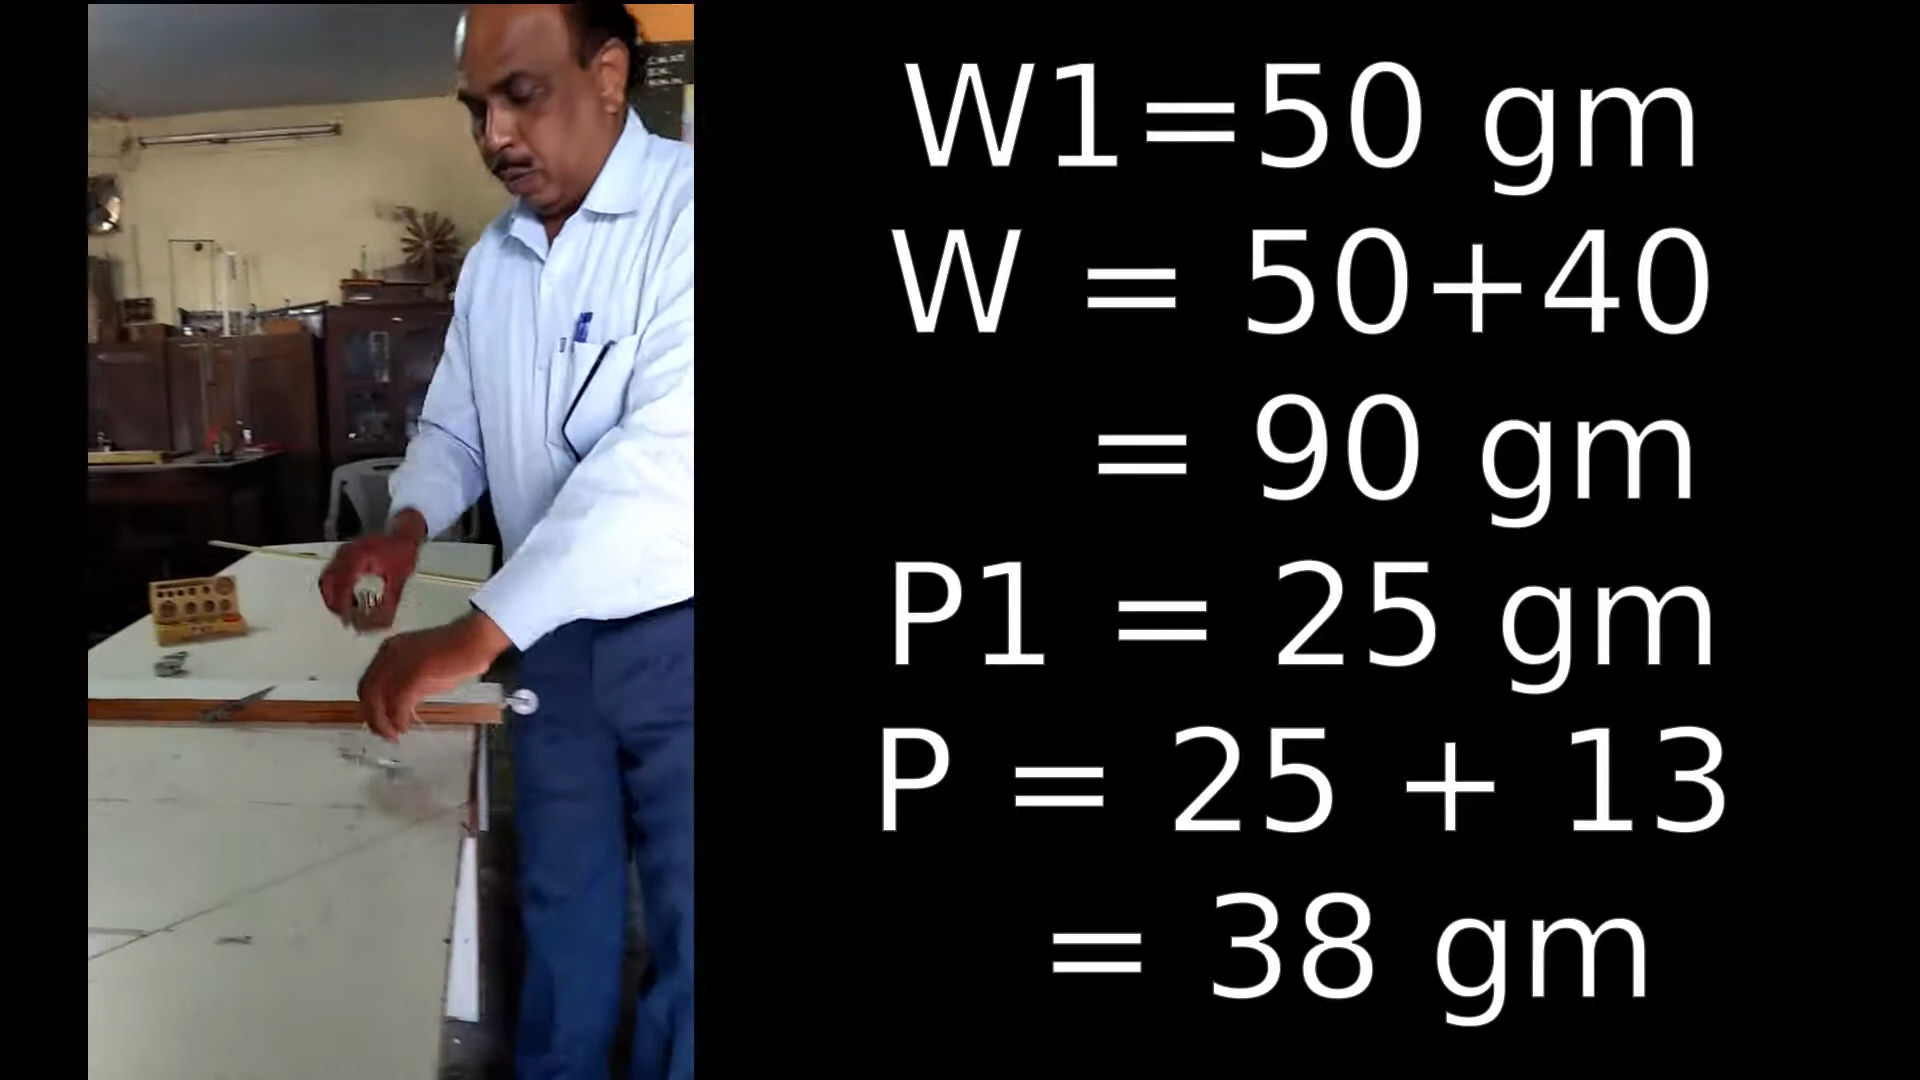 W1=50 gm
W = 50+40
= 90 gm
P1 = 25 gm
P = 25 + 13
= 38 gm